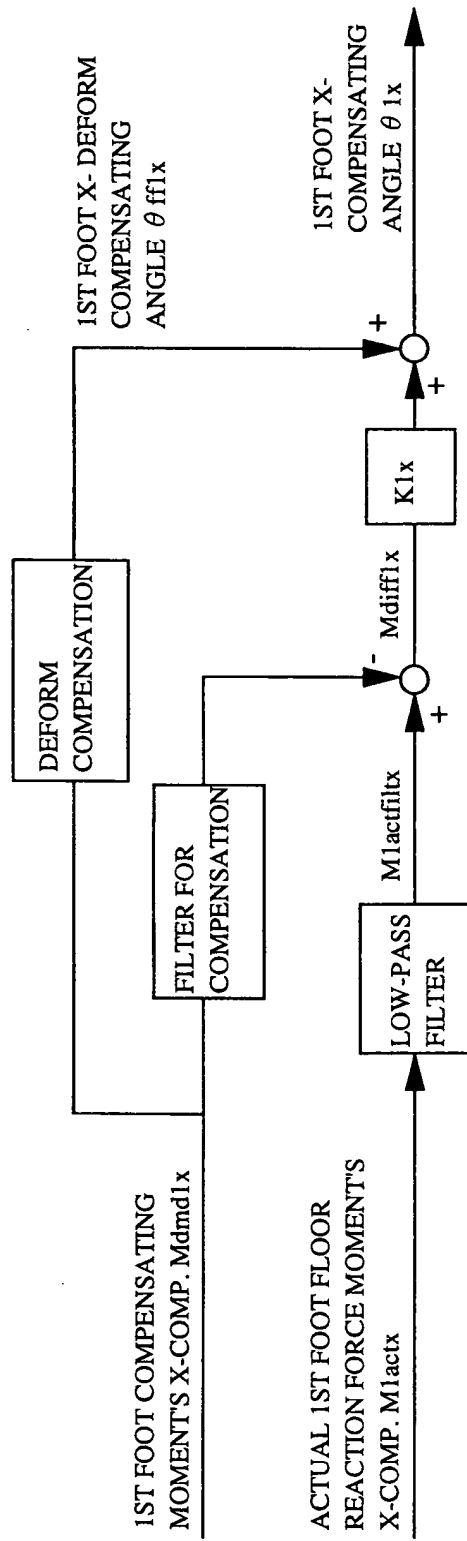 1ST FOOT COMPENSATING
MOMENT'S X-COMP. Mdmd1x
DEFORM
COMPENSATION
1ST FOOT X- DEFORM
COMPENSATING
ANGLE θ ff1x
FILTER FOR
COMPENSATION
ACTUAL 1ST FOOT FLOOR
REACTION FORCE MOMENT'S
X-COMP. M1actx
LOW-PASS
FILTER
M1actfiltx
+
-
Mdiff1x
K1x
+
+
1ST FOOT X-
COMPENSATING
ANGLE θ 1x